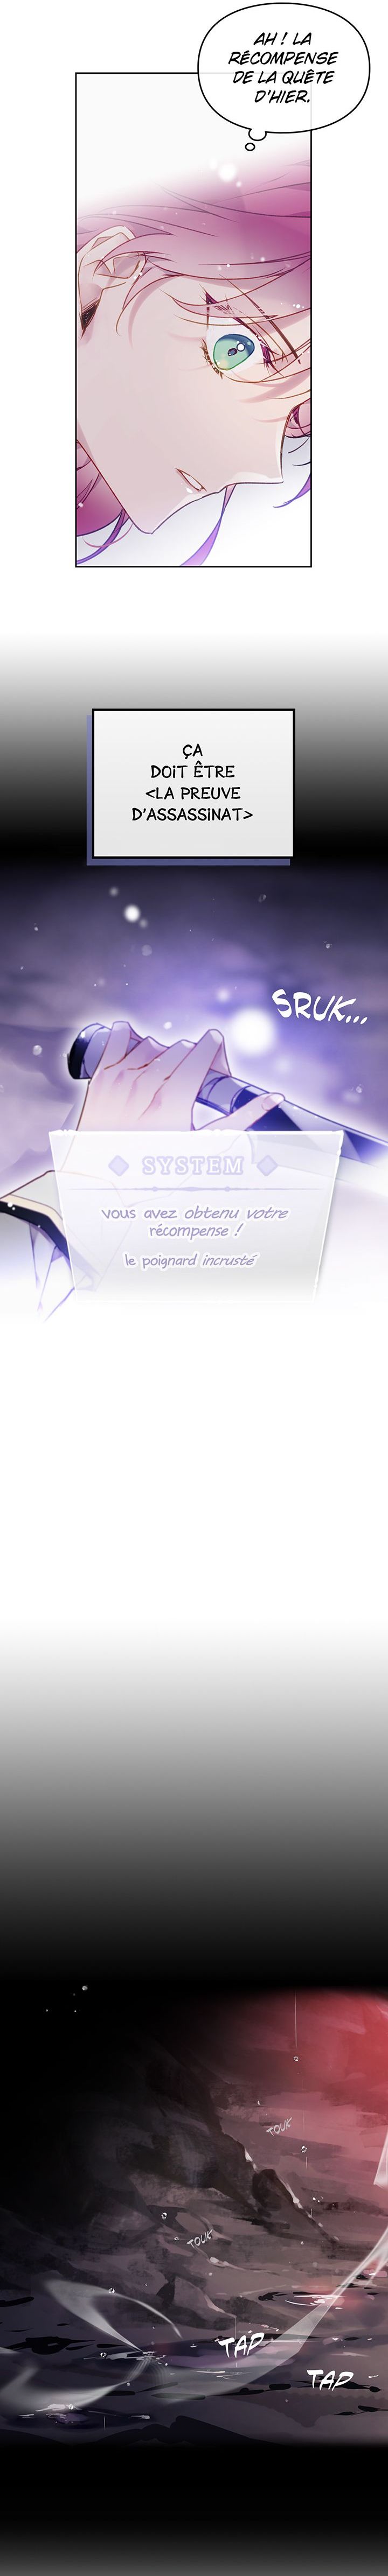 AH ! LA
RÉCOMPENSE
DE LA QUÊTE
D'HIER.
ÇA
DOIT ÊTRE
<LA PREUVE
D'ASSASSINAT>
SRUK...
SYSTEM
vous avez obtenu votre
récompense !
le poignard incrusté
TOUK
TOUK
TAP
TAP